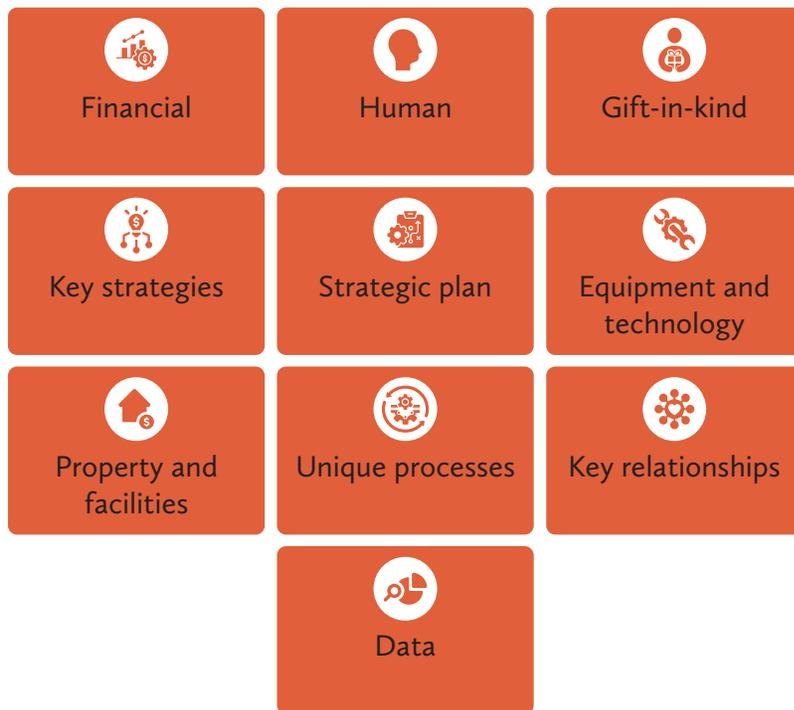 Financial
Human
Gift-in-kind
Key strategies
Strategic plan
Equipment and
technology
Property and
facilities
Unique processes
Key relationships
Data